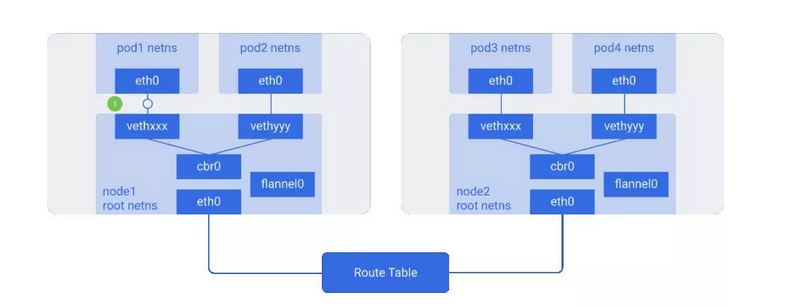 pod1 netns
pod2 netns
eth0
eth0
1
vethxxx
vethyyy
cbr0
flannel0
node1
root netns
eth0
pod3 netns
pod4 netns
eth0
eth0
vethxxx
vethyyy
cbr0
flannel0
node2
root netns
eth0
Route Table